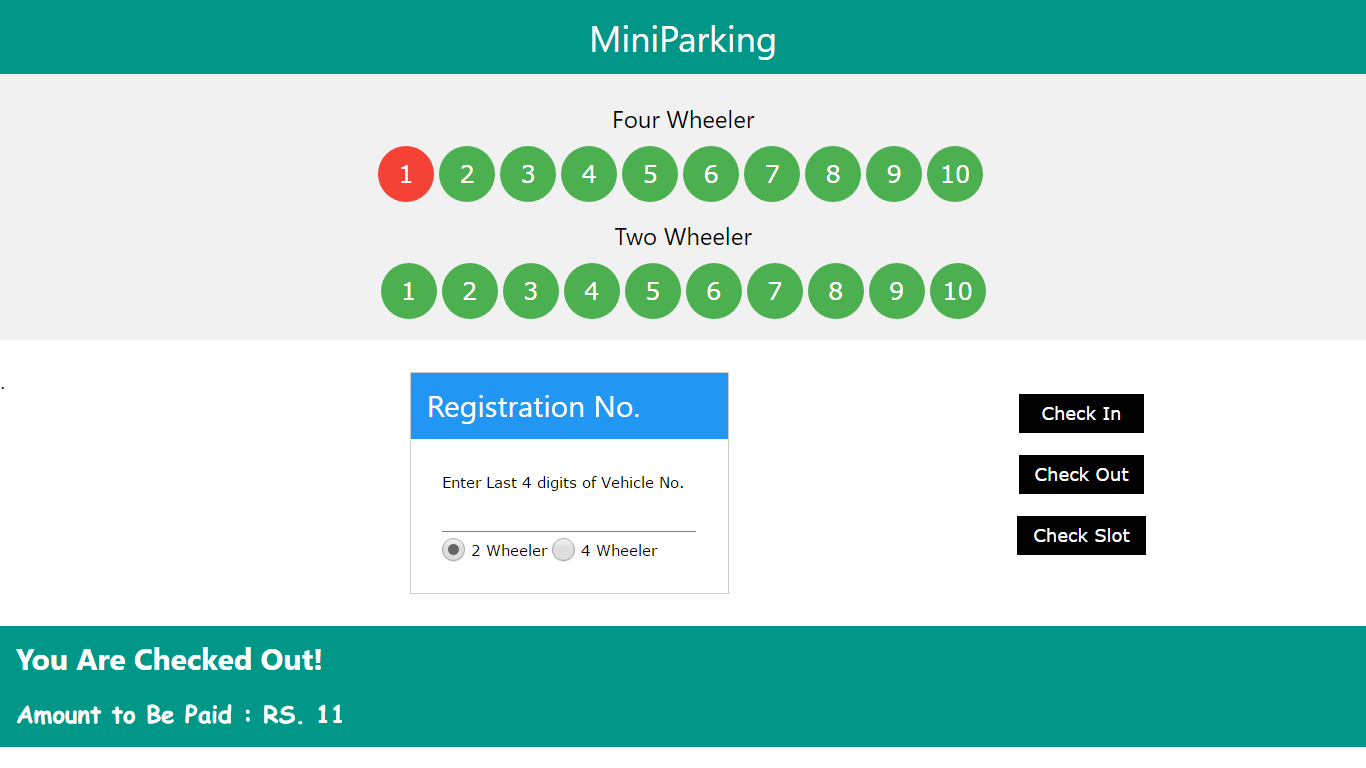 MiniParking
Four Wheeler
1 2 3 4 5 6 7 8 9 10
Two Wheeler
1 2 3 4 5 6 7 8 9 10
.
Registration No.
Enter Last 4 digits of Vehicle No.
2 Wheeler 4 Wheeler
Check In
Check Out
Check Slot
You Are Checked Out!
Amount to Be Paid : RS. 11